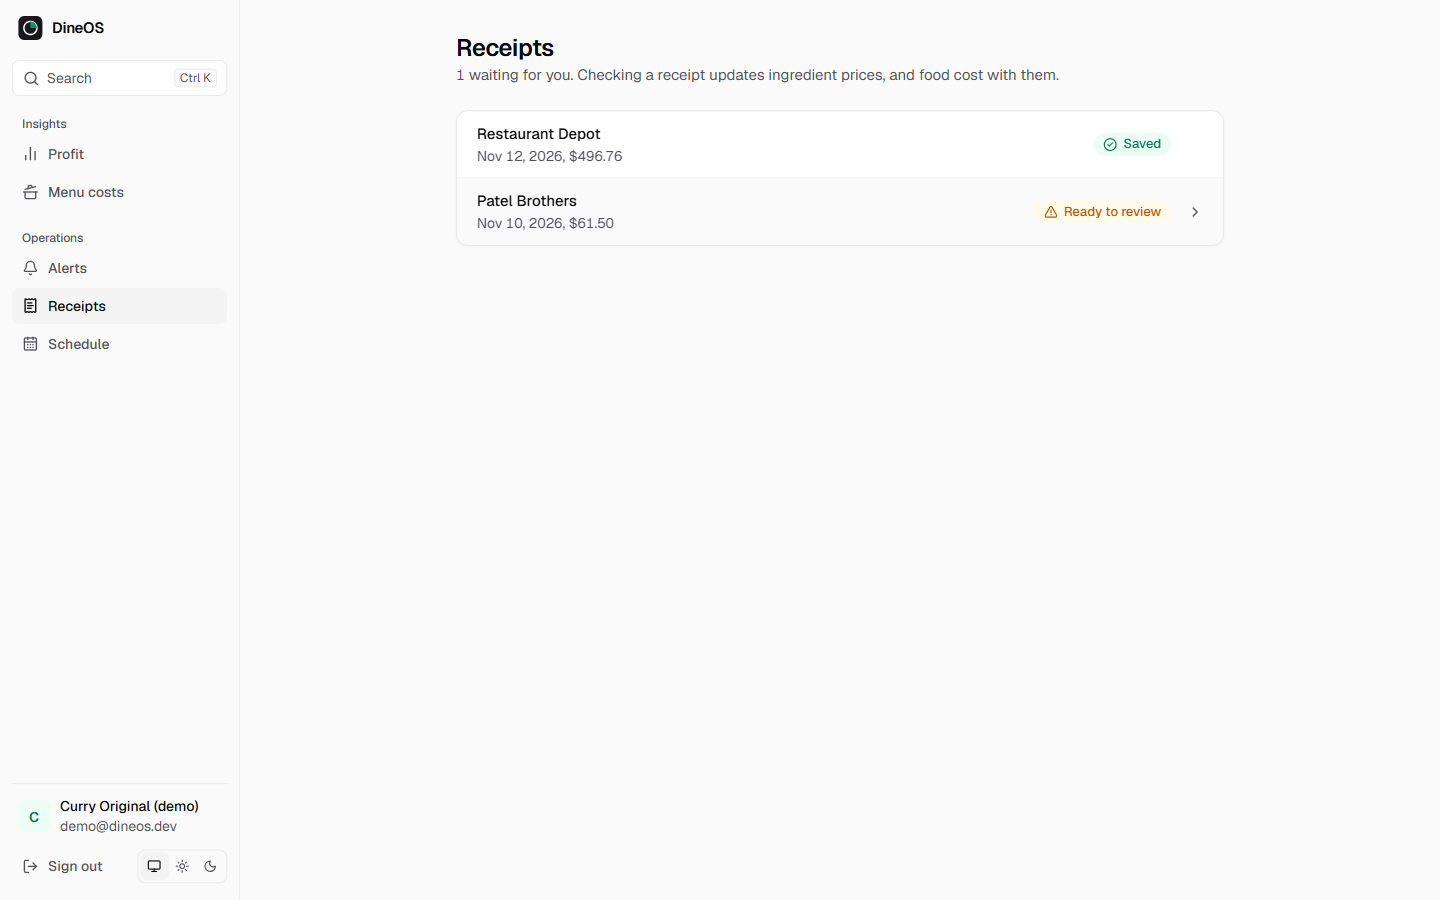 DineOS
Search Ctrl K
Insights
Profit
Menu costs
Operations
Alerts
Receipts
Schedule
C
Curry Original (demo)
demo@dineos.dev
Sign out
Receipts
1 waiting for you. Checking a receipt updates ingredient prices, and food cost with them.
Restaurant Depot
Nov 12, 2026, $496.76
Saved
Patel Brothers
Nov 10, 2026, $61.50
Ready to review